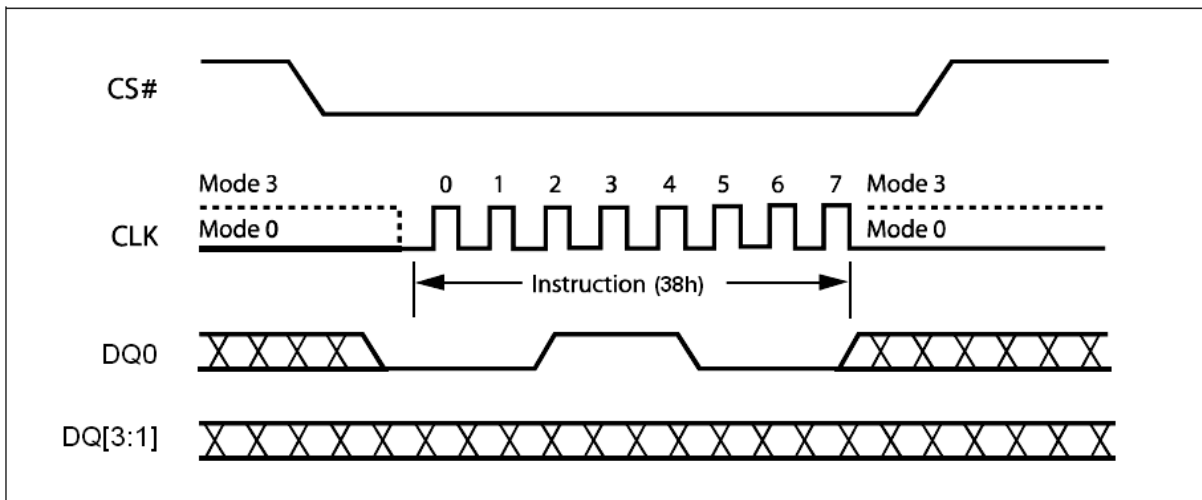 CS#
Mode 3 0 1 2 3 4 5 6 7 Mode 3
CLK Mode 0 Mode 0
Instruction (38h)
DQ0
DQ[3:1]